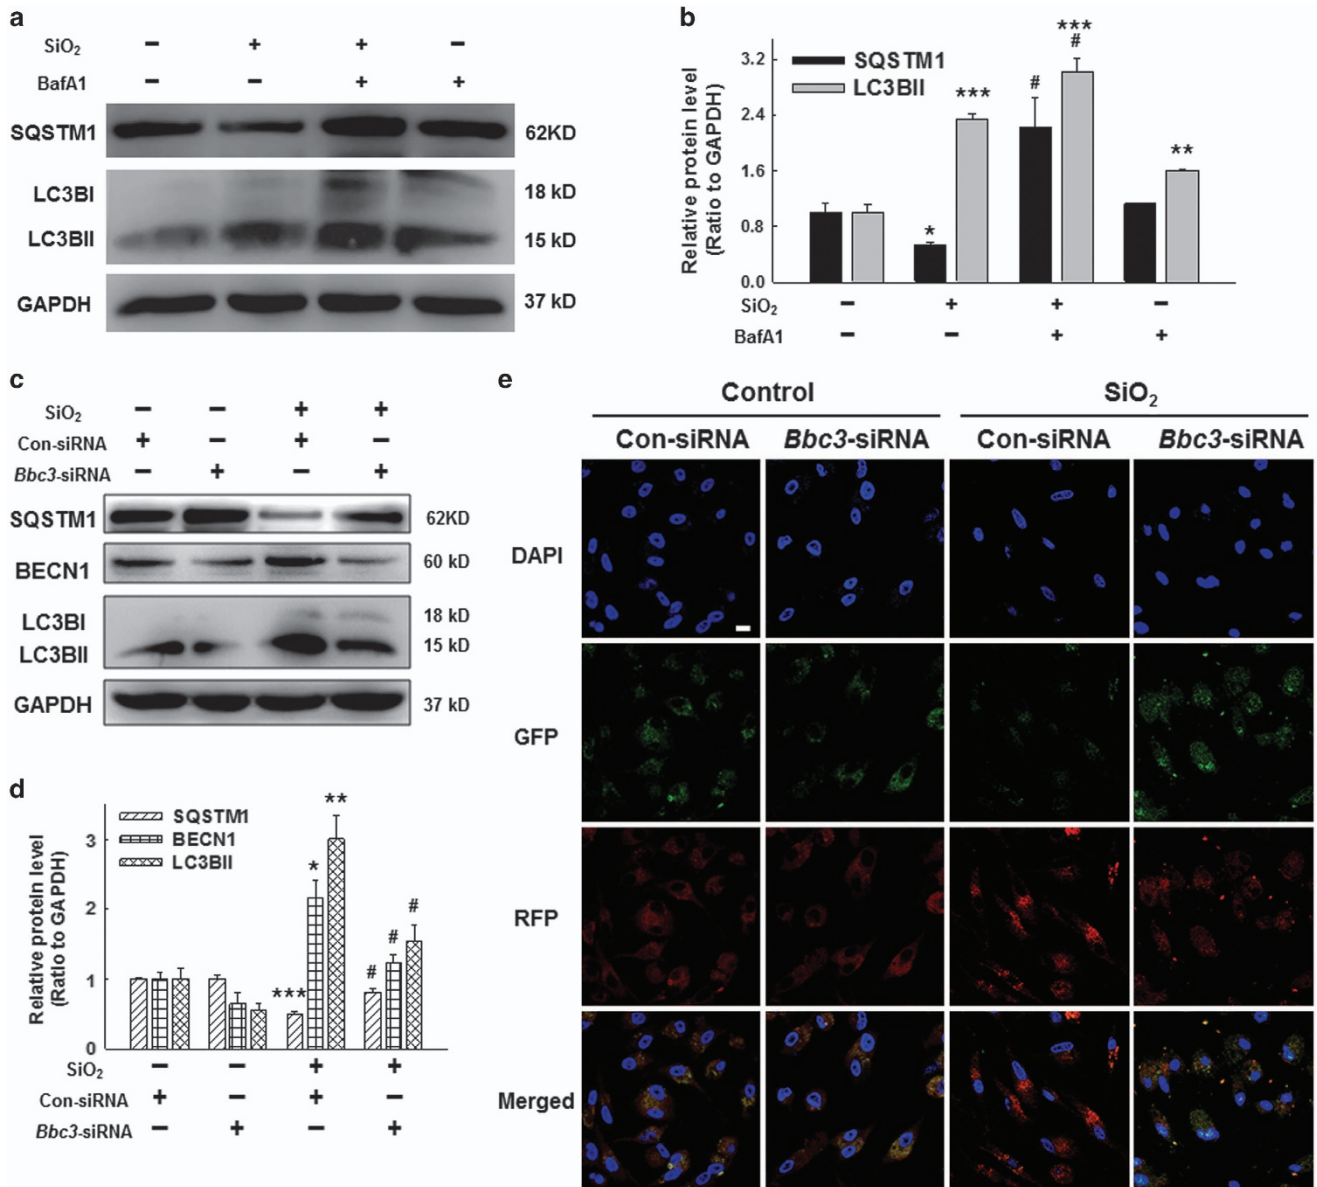 a
SiO₂ − + + −
BafA1 − − + +
SQSTM1 62KD
LC3BI 18 kD
LC3BII 15 kD
GAPDH 37 kD
b
Relative protein level
(Ratio to GAPDH)
SQSTM1
LC3BII
3.2
2.4
1.6
0.8
0.0
*
***
#
***
#
**
SiO₂ − + + −
BafA1 − − + +
c
SiO₂ − − + +
Con-siRNA + − + −
Bbc3-siRNA − + − +
SQSTM1 62KD
BECN1 60 kD
LC3BI 18 kD
LC3BII 15 kD
GAPDH 37 kD
d
Relative protein level
(Ratio to GAPDH)
SQSTM1
BECN1
LC3BII
3
2
1
0
***
*
**
#
#
#
SiO₂ − − + +
Con-siRNA + − + −
Bbc3-siRNA − + − +
e
Control SiO₂
Con-siRNA Bbc3-siRNA Con-siRNA Bbc3-siRNA
DAPI
GFP
RFP
Merged